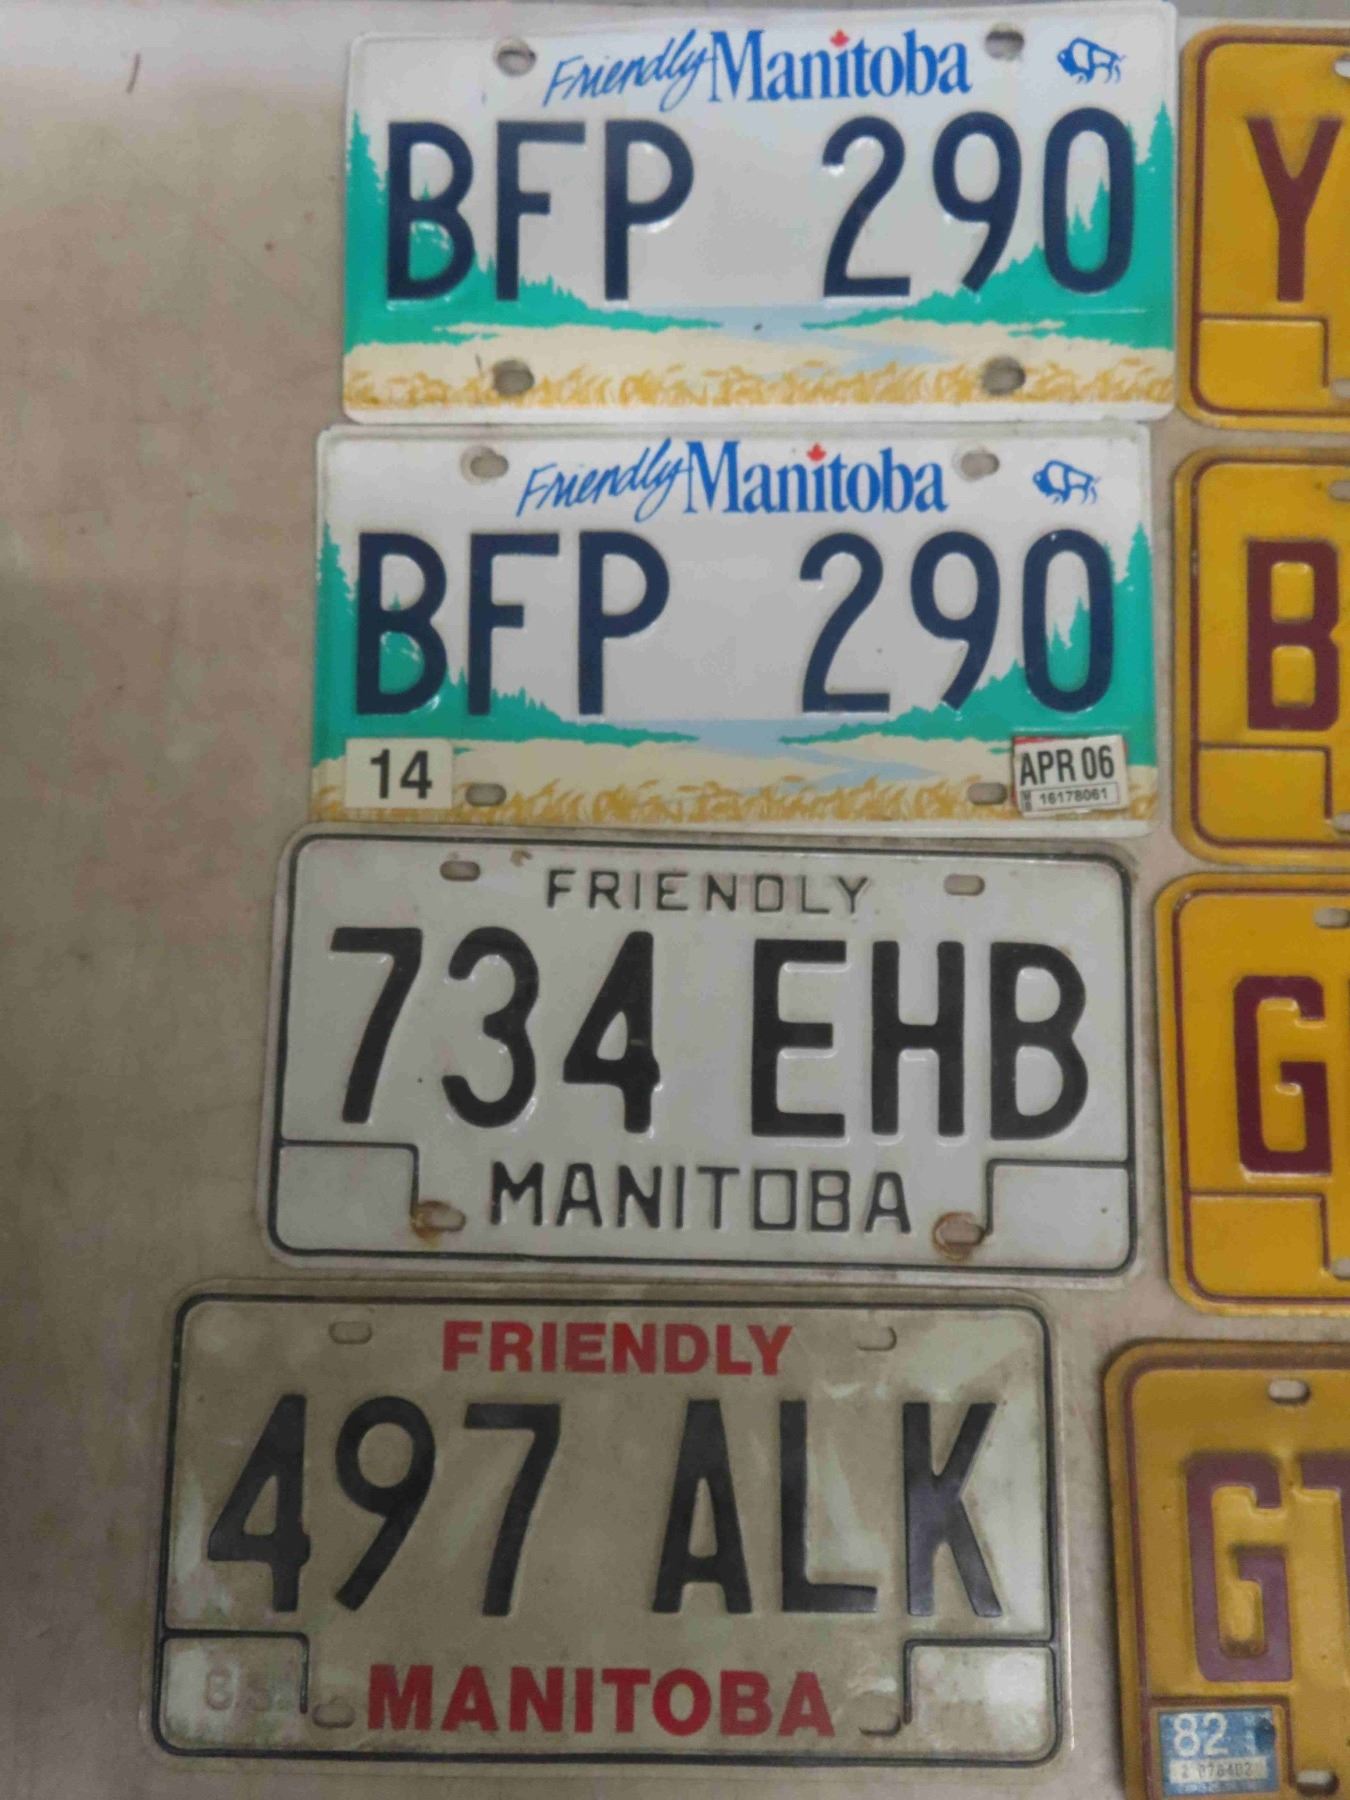 Friendly Manitoba
BFP 290
Friendly Manitoba
BFP 290
14
APR 06
16178061
FRIENDLY
734 EHB
MANITOBA
FRIENDLY
497 ALK
MANITOBA
Y
B
G
G
82